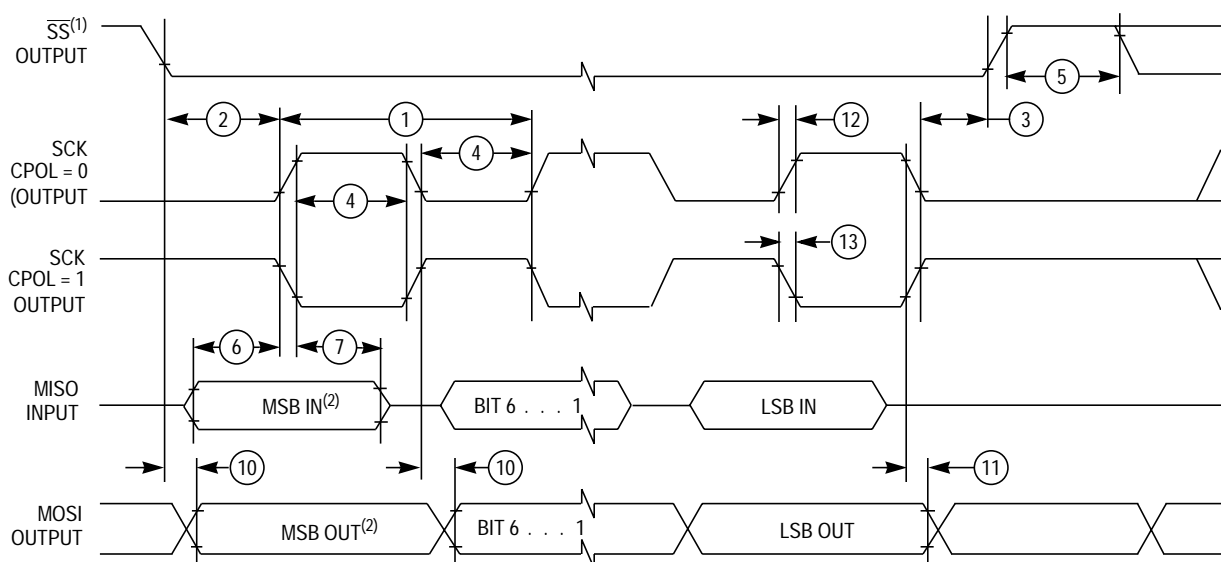 SS(1)
OUTPUT
5
2
1
12
3
SCK
CPOL = 0
(OUTPUT
4
4
SCK
CPOL = 1
OUTPUT
13
6
7
MISO
INPUT
MSB IN(2)
BIT 6 . . . 1
LSB IN
10
10
11
MOSI
OUTPUT
MSB OUT(2)
BIT 6 . . . 1
LSB OUT